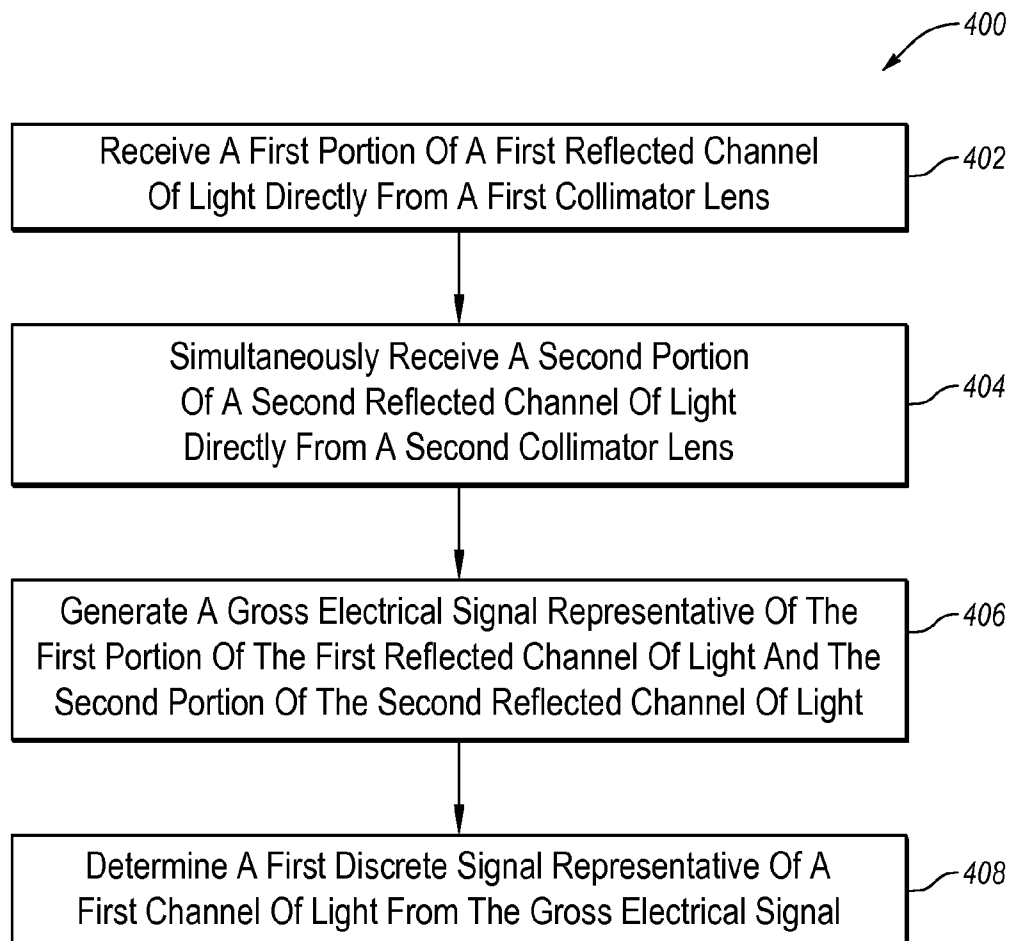 400
Receive A First Portion Of A First Reflected Channel
Of Light Directly From A First Collimator Lens
402
Simultaneously Receive A Second Portion
Of A Second Reflected Channel Of Light
Directly From A Second Collimator Lens
404
Generate A Gross Electrical Signal Representative Of The
First Portion Of The First Reflected Channel Of Light And The
Second Portion Of The Second Reflected Channel Of Light
406
Determine A First Discrete Signal Representative Of A
First Channel Of Light From The Gross Electrical Signal
408